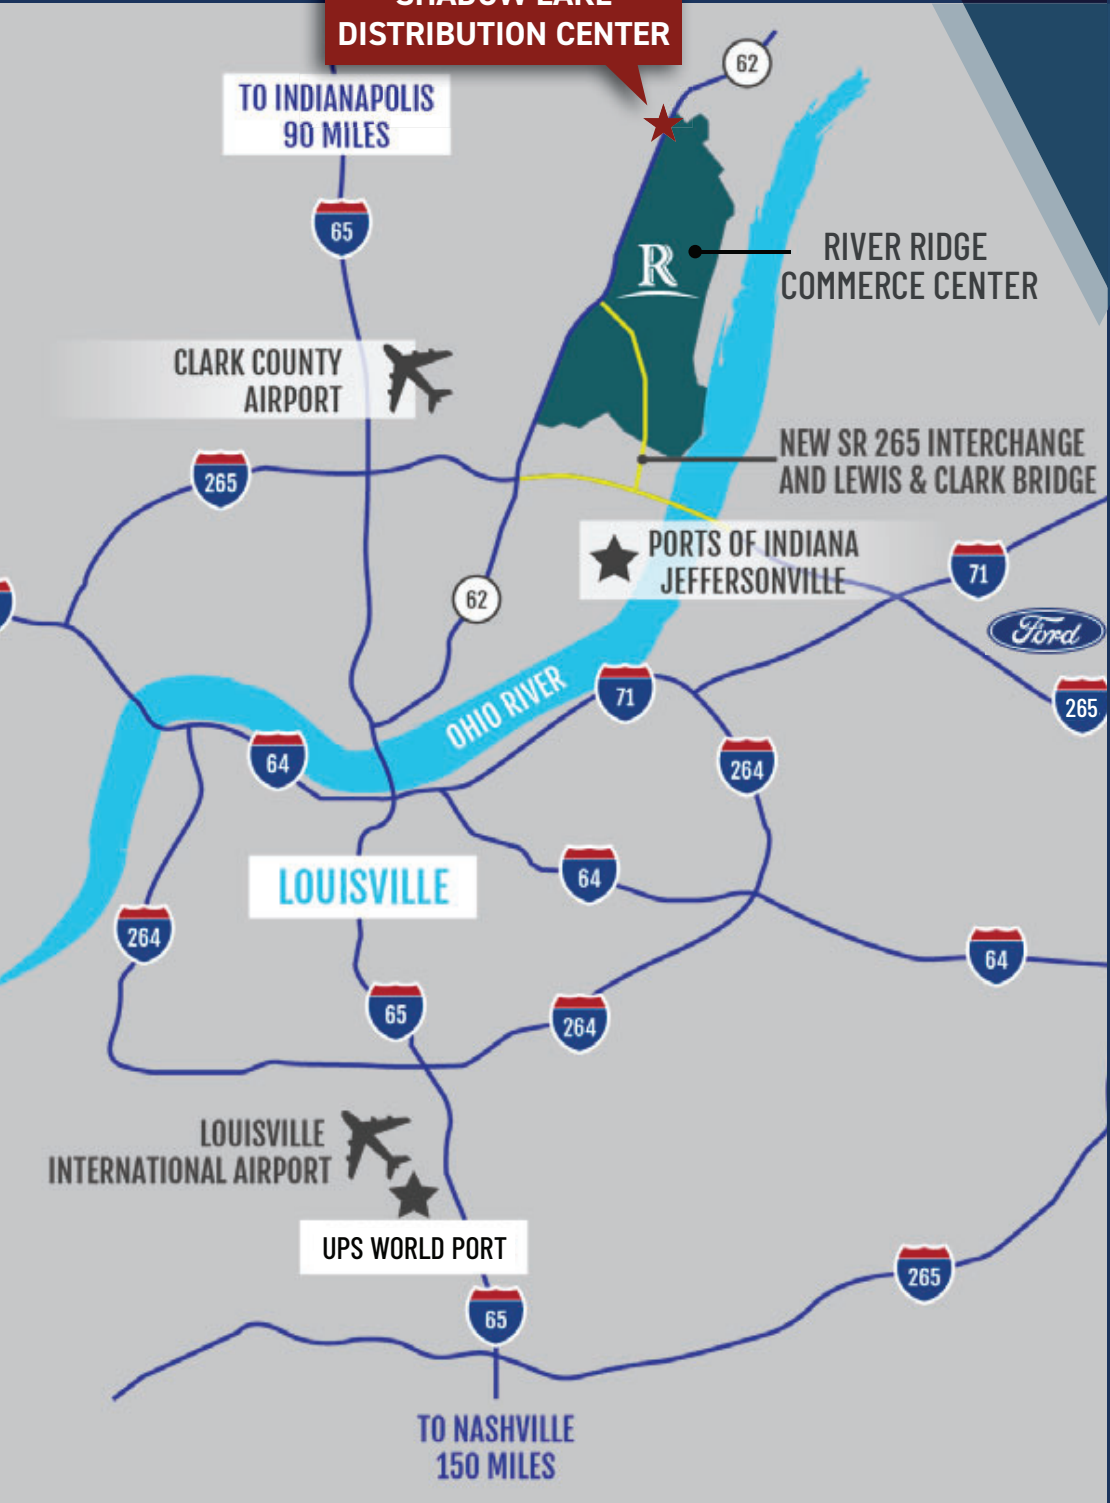 SHADOW LAKE
DISTRIBUTION CENTER
62
TO INDIANAPOLIS
90 MILES
65
R
RIVER RIDGE
COMMERCE CENTER
CLARK COUNTY
AIRPORT
NEW SR 265 INTERCHANGE
AND LEWIS & CLARK BRIDGE
265
PORTS OF INDIANA
JEFFERSONVILLE
71
62
Ford
265
71
OHIO RIVER
64
264
LOUISVILLE
64
264
64
65
264
LOUISVILLE
INTERNATIONAL AIRPORT
UPS WORLD PORT
265
65
TO NASHVILLE
150 MILES